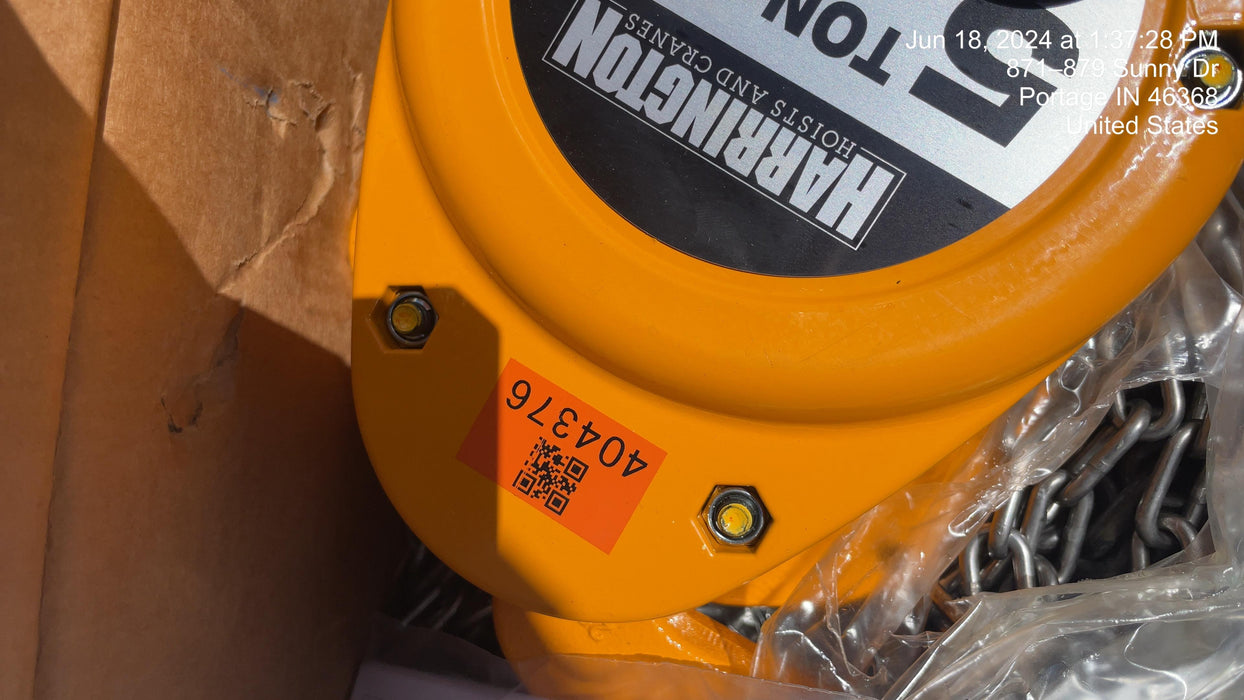 Jun 18, 2024 at 1:37:28 PM
871–879 Sunny Dr
Portage IN 46368
United States
HARRINGTON
HOISTS AND CRANES
5 TON
404376